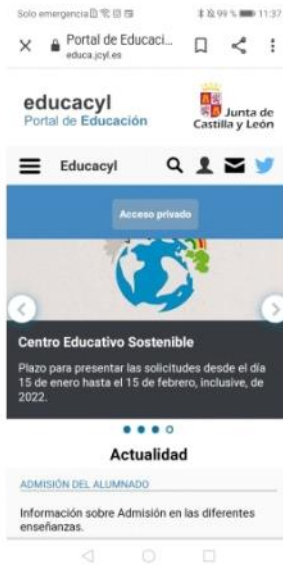 Solo emergencia
99 % 11:37
Portal de Educaci...
educa.jcyl.es
educacyl
Portal de Educación
Junta de
Castilla y León
Educacyl
Acceso privado
Centro Educativo Sostenible
Plazo para presentar las solicitudes desde el día
15 de enero hasta el 15 de febrero, inclusive, de
2022.
Actualidad
ADMISIÓN DEL ALUMNADO
Información sobre Admisión en las diferentes
enseñanzas.